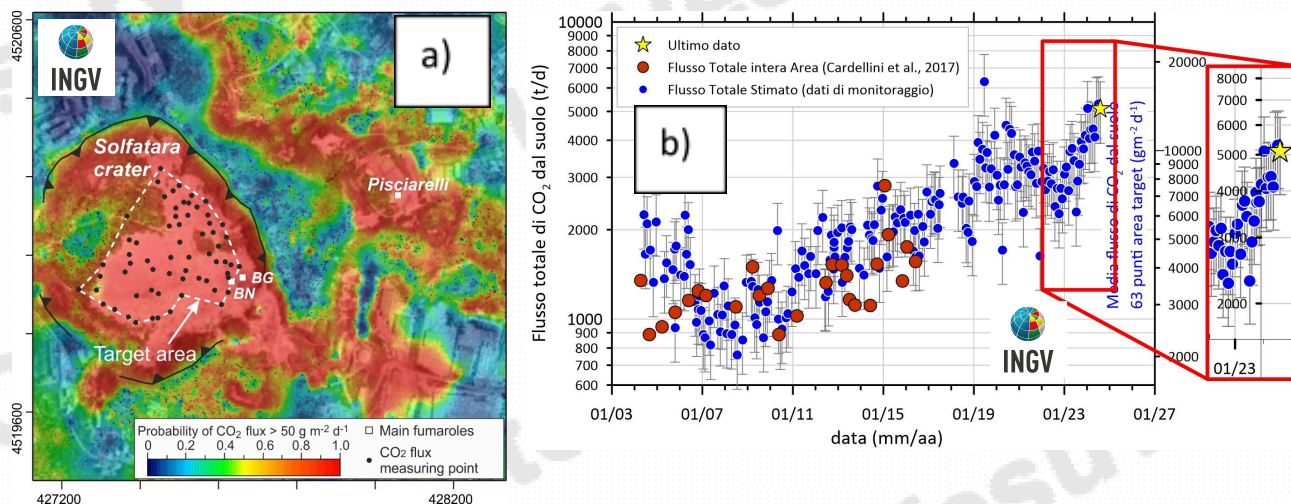 4520600
4519600
INGV
a)
Solfatara
crater
Pisciarelli
BG
BN
Target area
Probability of CO2 flux > 50 g m-2 d-1
0 0.2 0.4 0.6 0.8 1.0
Main fumaroles
CO2 flux
measuring point
427200 428200
Flusso totale di CO2 dal suolo (t/d)
10000
9000
8000
7000
6000
5000
4000
3000
2000
1000
900
800
700
600
Ultimo dato
Flusso Totale intera Area (Cardellini et al., 2017)
Flusso Totale Stimato (dati di monitoraggio)
b)
INGV
01/03 01/07 01/11 01/15 01/19 01/23 01/27
data (mm/aa)
Media flusso di CO2 dal suolo
63 punti area target (gm-2 d-1)
20000
10000
9000
8000
7000
6000
5000
4000
3000
2000
8000
7000
6000
5000
4000
3000
2000
01/23